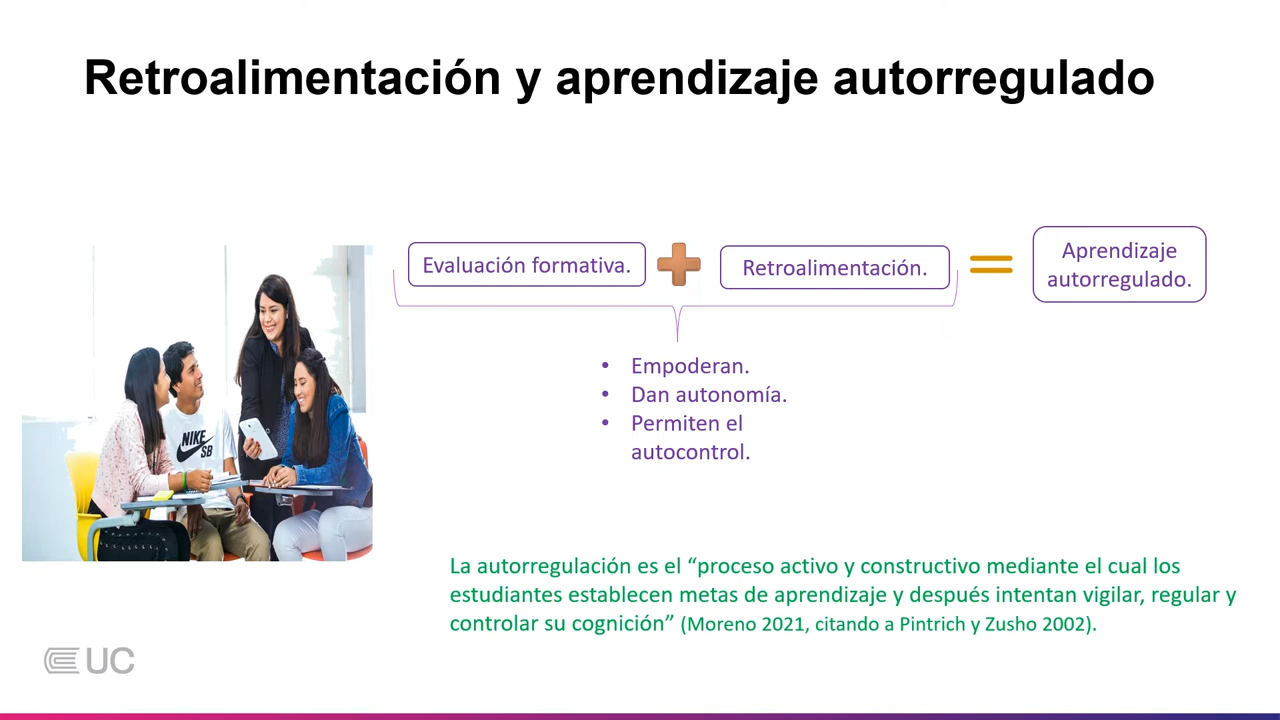 Retroalimentación y aprendizaje autorregulado
Evaluación formativa.
Retroalimentación.
Aprendizaje
autorregulado.
• Empoderan.
• Dan autonomía.
• Permiten el
autocontrol.
NIKE
SB
La autorregulación es el “proceso activo y constructivo mediante el cual los
estudiantes establecen metas de aprendizaje y después intentan vigilar, regular y
controlar su cognición” (Moreno 2021, citando a Pintrich y Zusho 2002).
UC